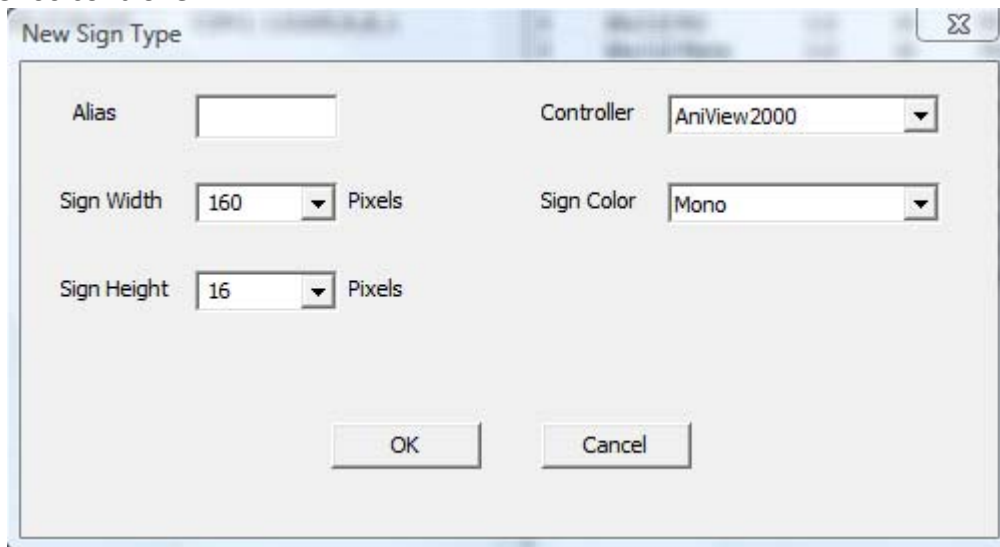 New Sign Type
Alias Controller AniView2000
Sign Width 160 Pixels Sign Color Mono
Sign Height 16 Pixels
OK Cancel